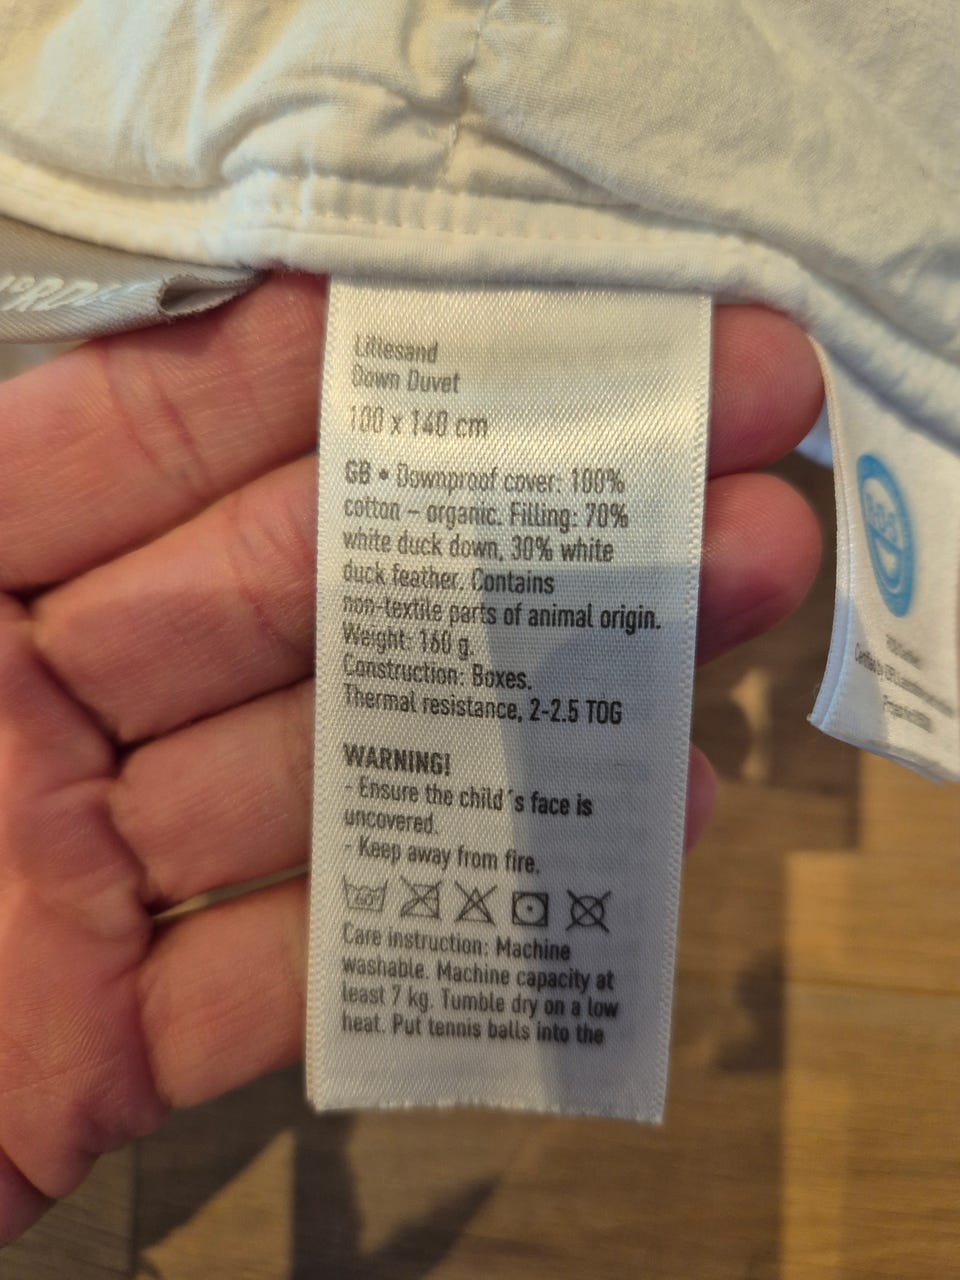 Lillesand
Down Duvet
100 x 140 cm
GB • Downproof cover: 100%
cotton – organic. Filling: 70%
white duck down, 30% white
duck feather. Contains
non-textile parts of animal origin.
Weight: 160 g.
Construction: Boxes.
Thermal resistance, 2-2.5 TOG
WARNING!
- Ensure the child´s face is
uncovered.
- Keep away from fire.
60°
Care instruction: Machine
washable. Machine capacity at
least 7 kg. Tumble dry on a low
heat. Put tennis balls into the
RDS